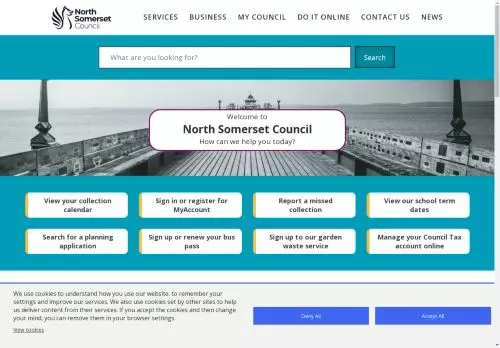 North
Somerset
Council
SERVICES BUSINESS MY COUNCIL DO IT ONLINE CONTACT US NEWS
What are you looking for? Search
Welcome to
North Somerset Council
How can we help you today?
View your collection
calendar
Sign in or register for
MyAccount
Report a missed
collection
View our school term
dates
Search for a planning
application
Sign up or renew your bus
pass
Sign up to our garden
waste service
Manage your Council Tax
account online
We use cookies to understand how you use our website, to remember your
settings and improve our services. We also use cookies set by other sites to help
us deliver content from their services. If you accept the cookies and then change
your mind, you can remove them in your browser settings.
View cookies
Deny All
Accept All